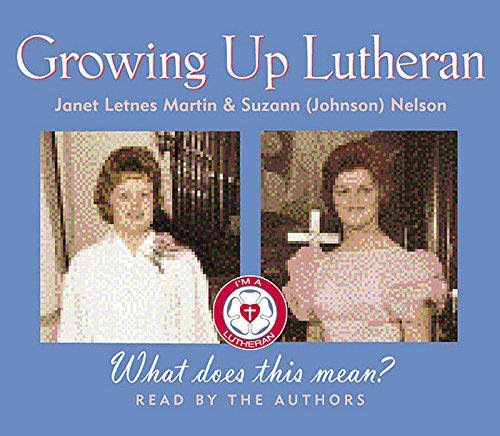 Growing Up Lutheran
Janet Letnes Martin & Suzann (Johnson) Nelson
I'M A
LUTHERAN
What does this mean?
READ BY THE AUTHORS